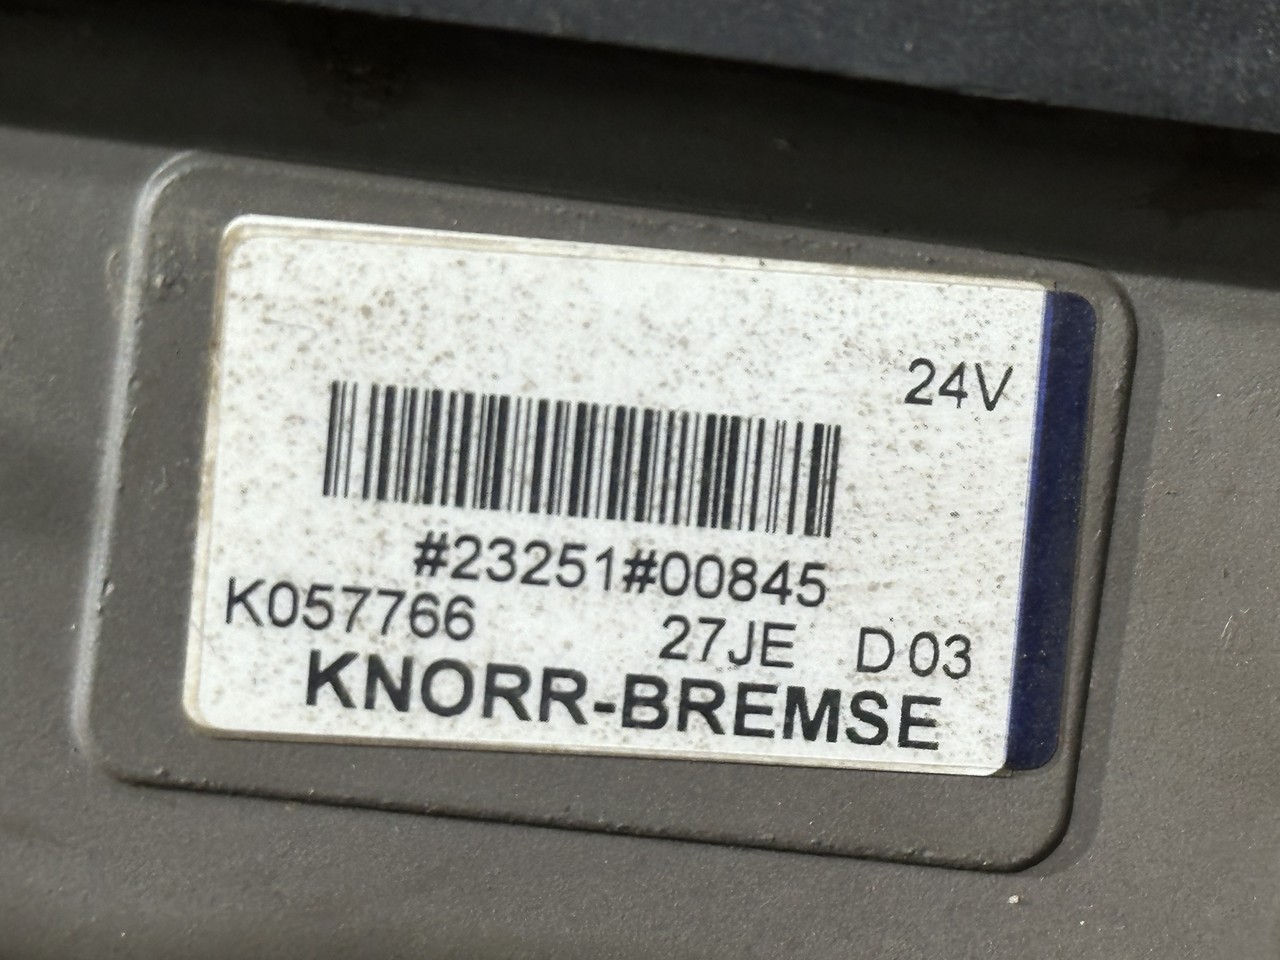 24V
#23251#00845
K057766 27JE D03
KNORR-BREMSE